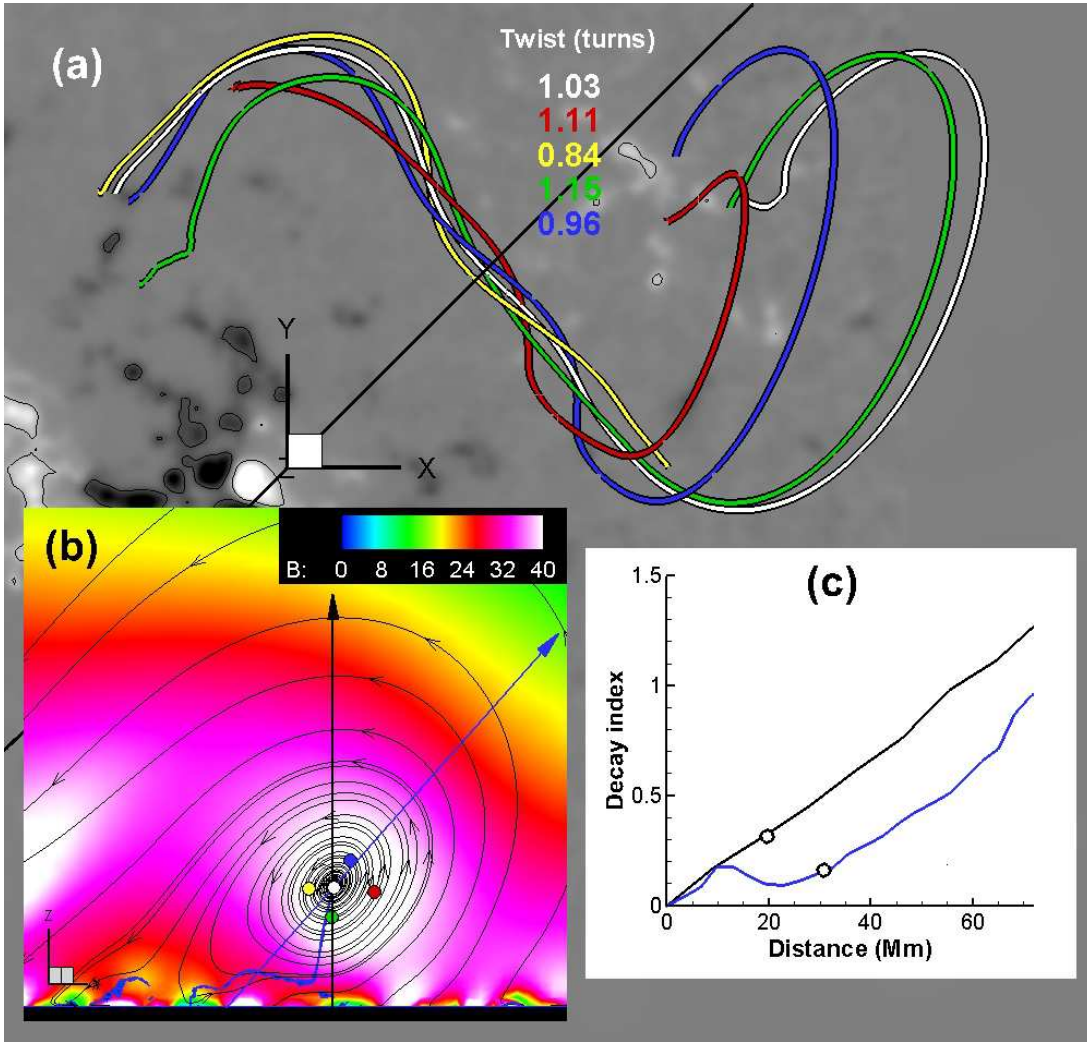 (a)
Twist (turns)
1.03
1.11
0.84
1.15
0.96
Y
X
(b)
B: 0 8 16 24 32 40
Z
X
(c)
1.5
1
0.5
0
Decay index
0 20 40 60
Distance (Mm)